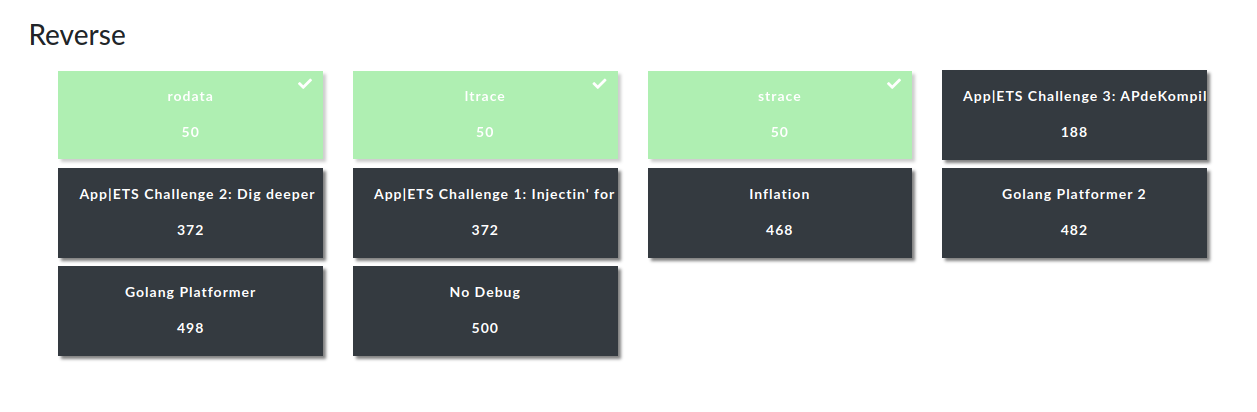 Reverse
rodata
50
ltrace
50
strace
50
App|ETS Challenge 3: APdeKompil
188
App|ETS Challenge 2: Dig deeper
372
App|ETS Challenge 1: Injectin' for
372
Inflation
468
Golang Platformer 2
482
Golang Platformer
498
No Debug
500